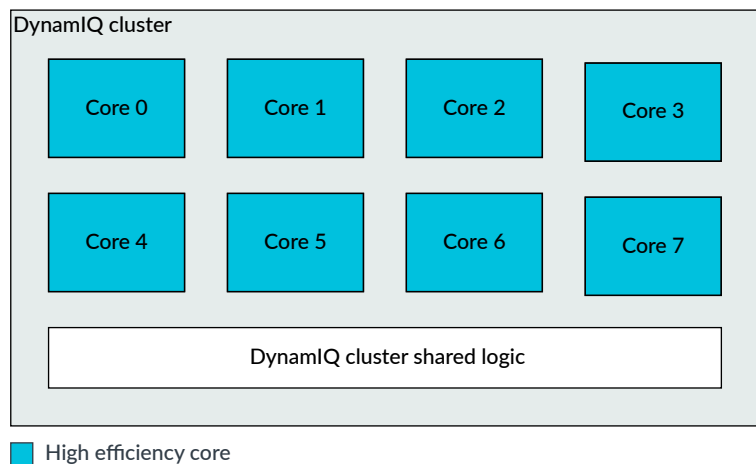 DynamIQ cluster
Core 0
Core 1
Core 2
Core 3
Core 4
Core 5
Core 6
Core 7
DynamIQ cluster shared logic
High efficiency core